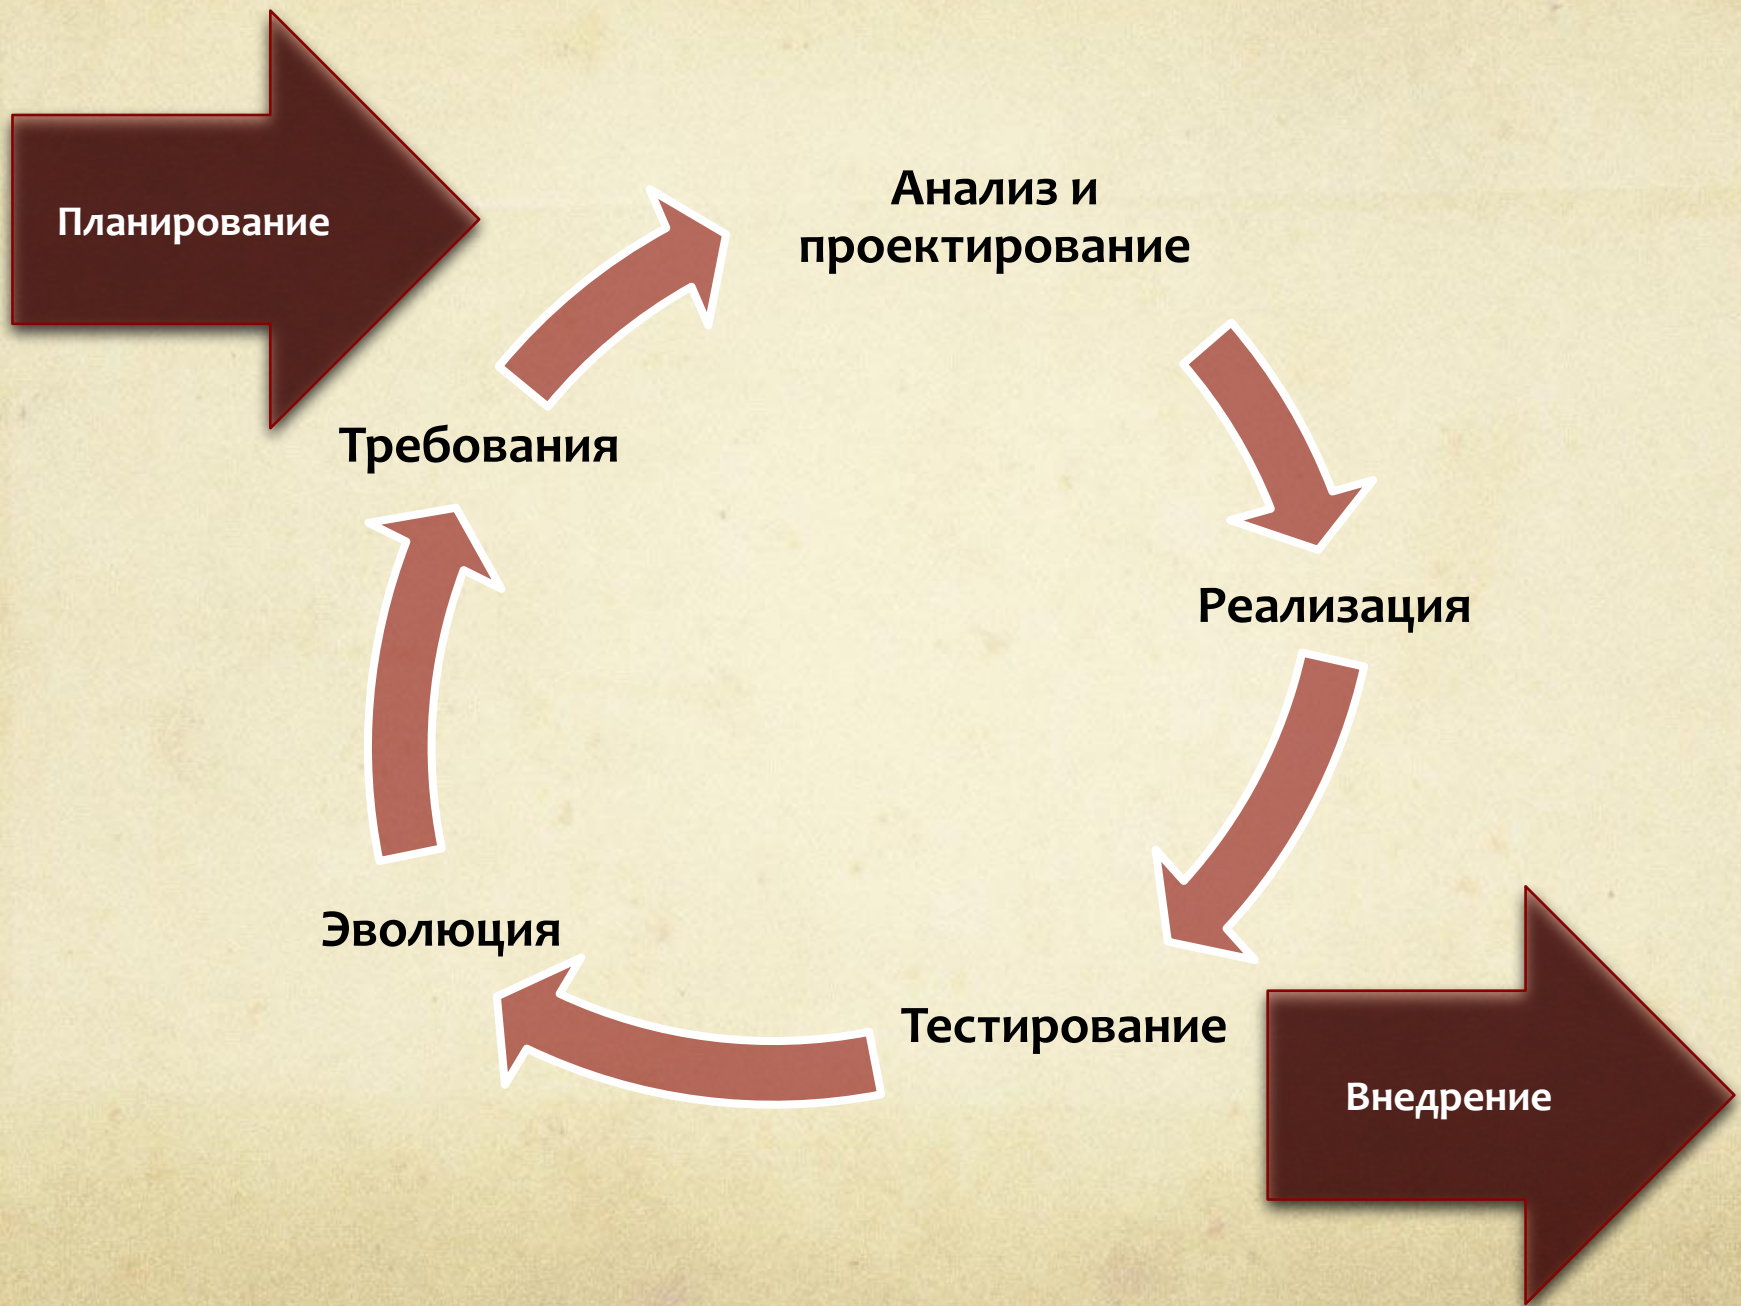 Планирование
Анализ и
проектирование
Требования
Реализация
Эволюция
Тестирование
Внедрение